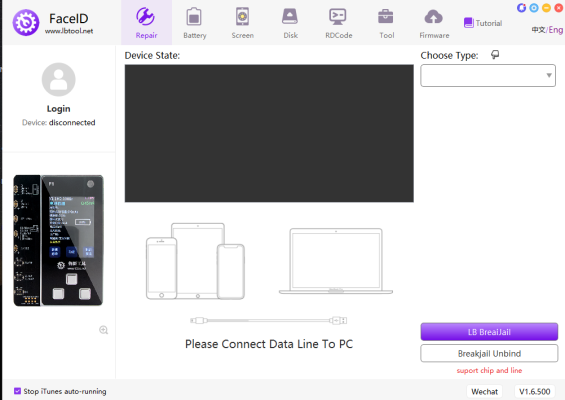 FaceID
www.lbtool.net
Repair
Battery
Screen
Disk
RDCode
Tool
Firmware
Tutorial
中文/Eng
Login
Device: disconnected
Device State:
Choose Type:
Please Connect Data Line To PC
LB BreaiJail
Breakjail Unbind
suport chip and line
Stop iTunes auto-running
Wechat
V1.6.500